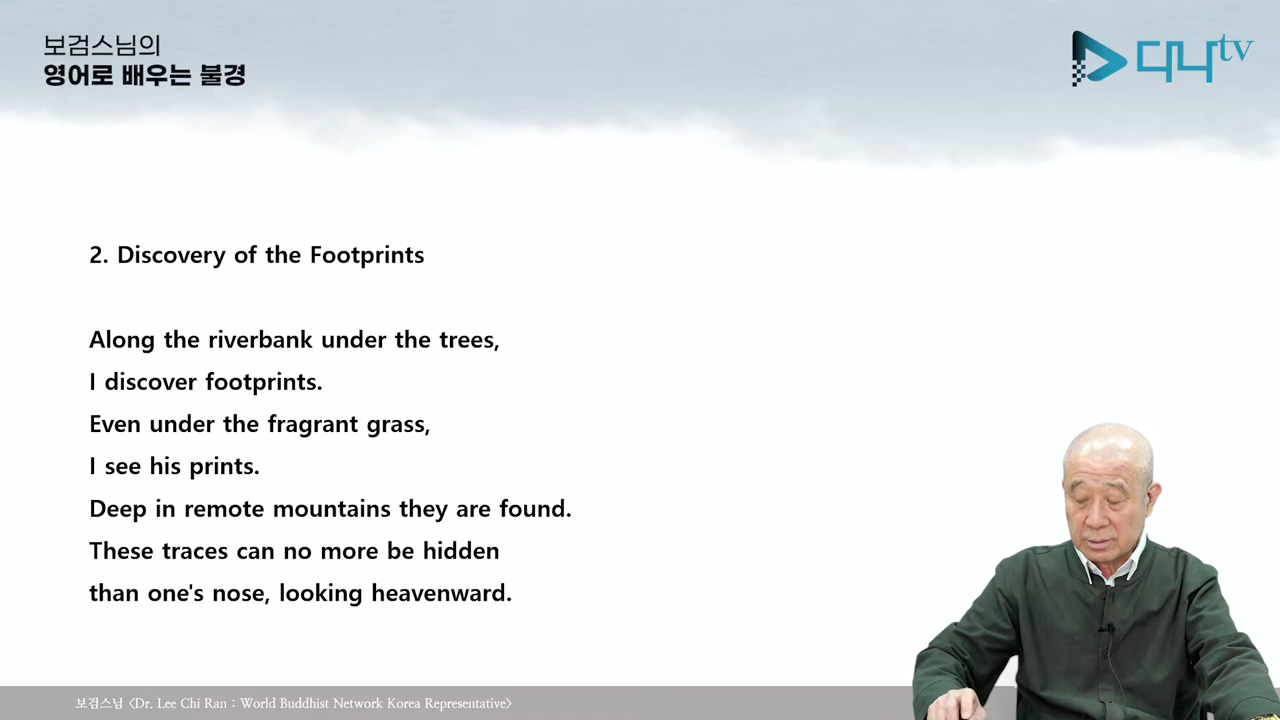 보검스님의
영어로 배우는 불경
다나tv
2. Discovery of the Footprints
Along the riverbank under the trees,
I discover footprints.
Even under the fragrant grass,
I see his prints.
Deep in remote mountains they are found.
These traces can no more be hidden
than one's nose, looking heavenward.
보검스님 <Dr. Lee Chi Ran : World Buddhist Network Korea Representative>